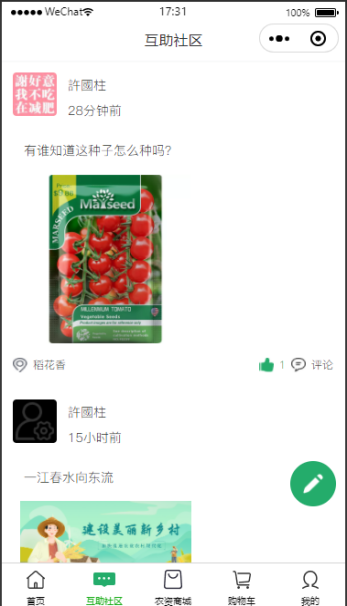 WeChat
17:31
100%
互助社区
謝好意
我不吃
在减肥
許國柱
28分钟前
有谁知道这种子怎么种吗?
Marseed
MARSEED
MILLENNIUM TOMATO
Vegetable Seeds
稻花香
1
评论
許國柱
15小时前
一江春水向东流
建设美丽新乡村
首页
互助社区
农资商城
购物车
我的